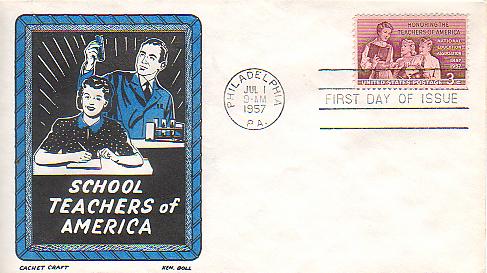 SCHOOL
TEACHERS of
AMERICA
CACHET CRAFT
KEN. BOLL
PHILADELPHIA
JUL 1
9-AM
1957
PA.
HONORING THE
TEACHERS OF AMERICA
NATIONAL
EDUCATION
ASSOCIATION
1857
1957
UNITED STATES POSTAGE 3¢
FIRST DAY OF ISSUE